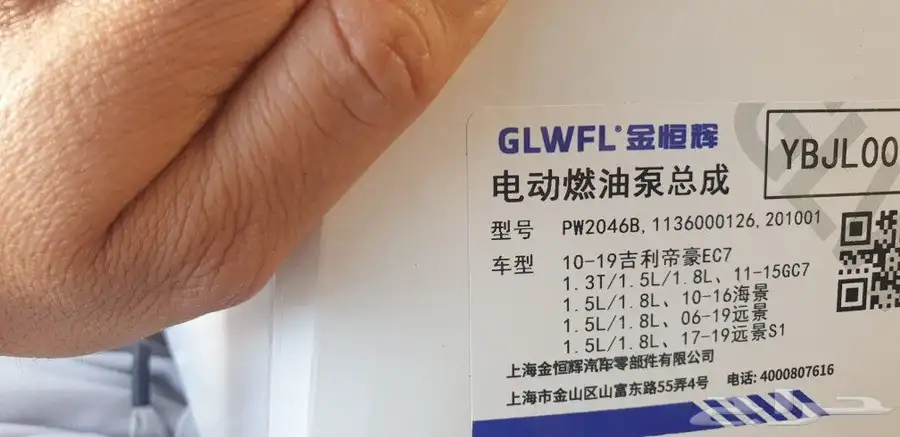 GLWFL®金恒辉
YBJL00
电动燃油泵总成
型号 PW2046B,1136000126,201001
车型 10-19吉利帝豪EC7
1.3T/1.5L/1.8L、11-15GC7
1.5L/1.8L、10-16海景
1.5L/1.8L、06-19远景
1.5L/1.8L、17-19远景S1
上海金恒辉汽车零部件有限公司
上海市金山区山富东路55弄4号 电话: 4000807616
حراج